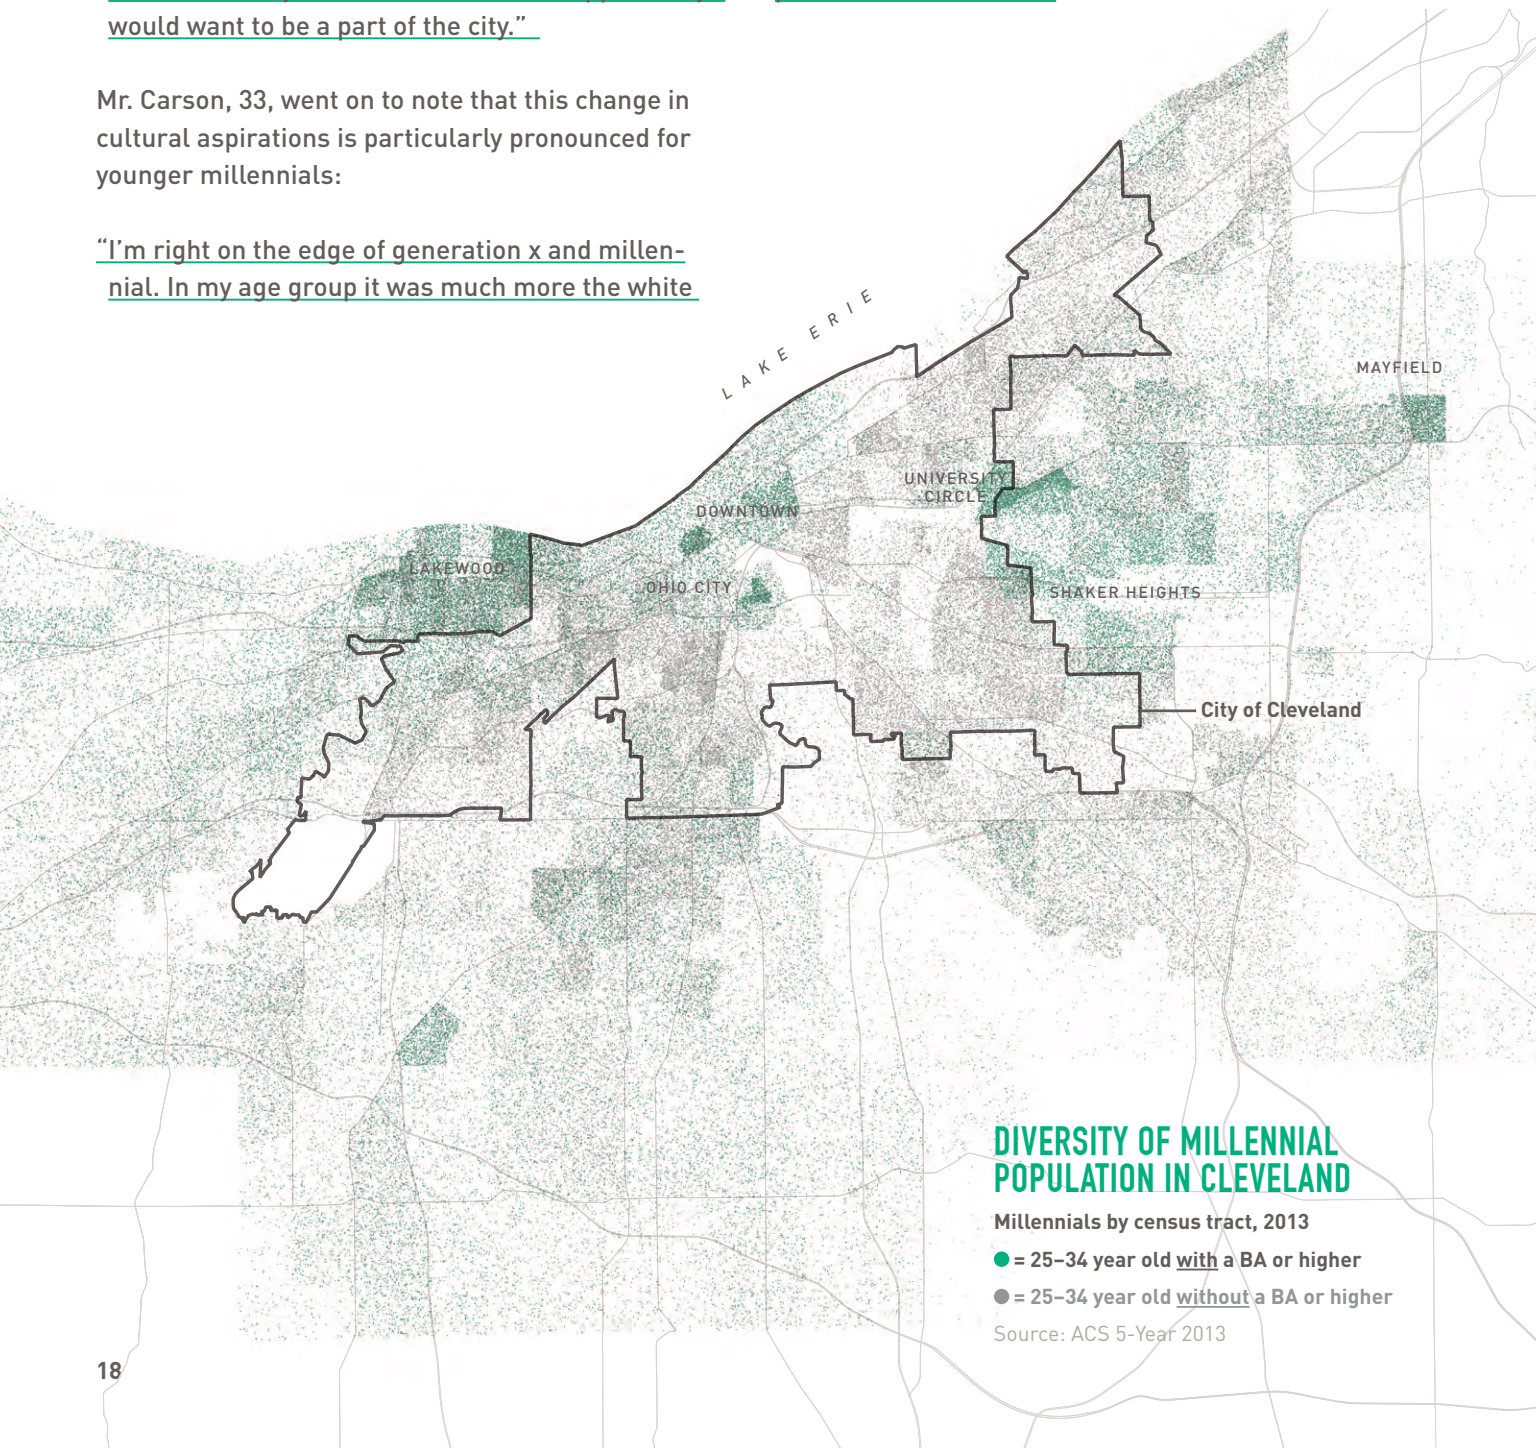 would want to be a part of the city.”
Mr. Carson, 33, went on to note that this change in
cultural aspirations is particularly pronounced for
younger millennials:
“I’m right on the edge of generation x and millen-
nial. In my age group it was much more the white
LAKE ERIE
MAYFIELD
UNIVERSITY
CIRCLE
DOWNTOWN
LAKEWOOD
OHIO CITY
SHAKER HEIGHTS
City of Cleveland
DIVERSITY OF MILLENNIAL
POPULATION IN CLEVELAND
Millennials by census tract, 2013
= 25–34 year old with a BA or higher
= 25–34 year old without a BA or higher
Source: ACS 5-Year 2013
18